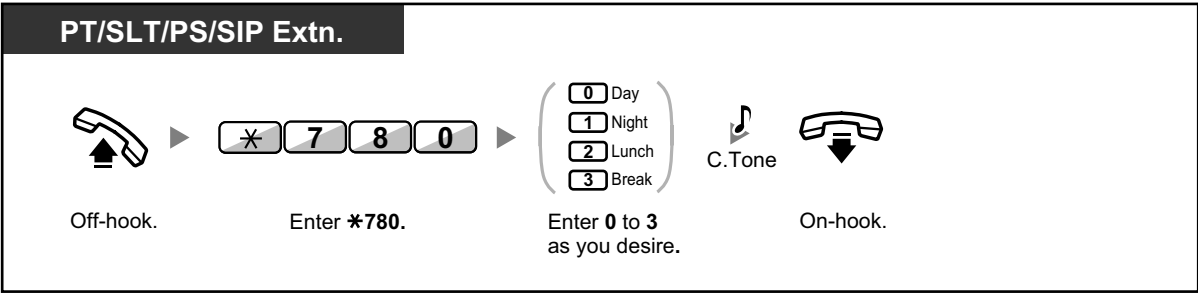 PT/SLT/PS/SIP Extn.
✱ 7 8 0
0 Day
1 Night
2 Lunch
3 Break
C.Tone
Off-hook.
Enter ✱780.
Enter 0 to 3
as you desire.
On-hook.